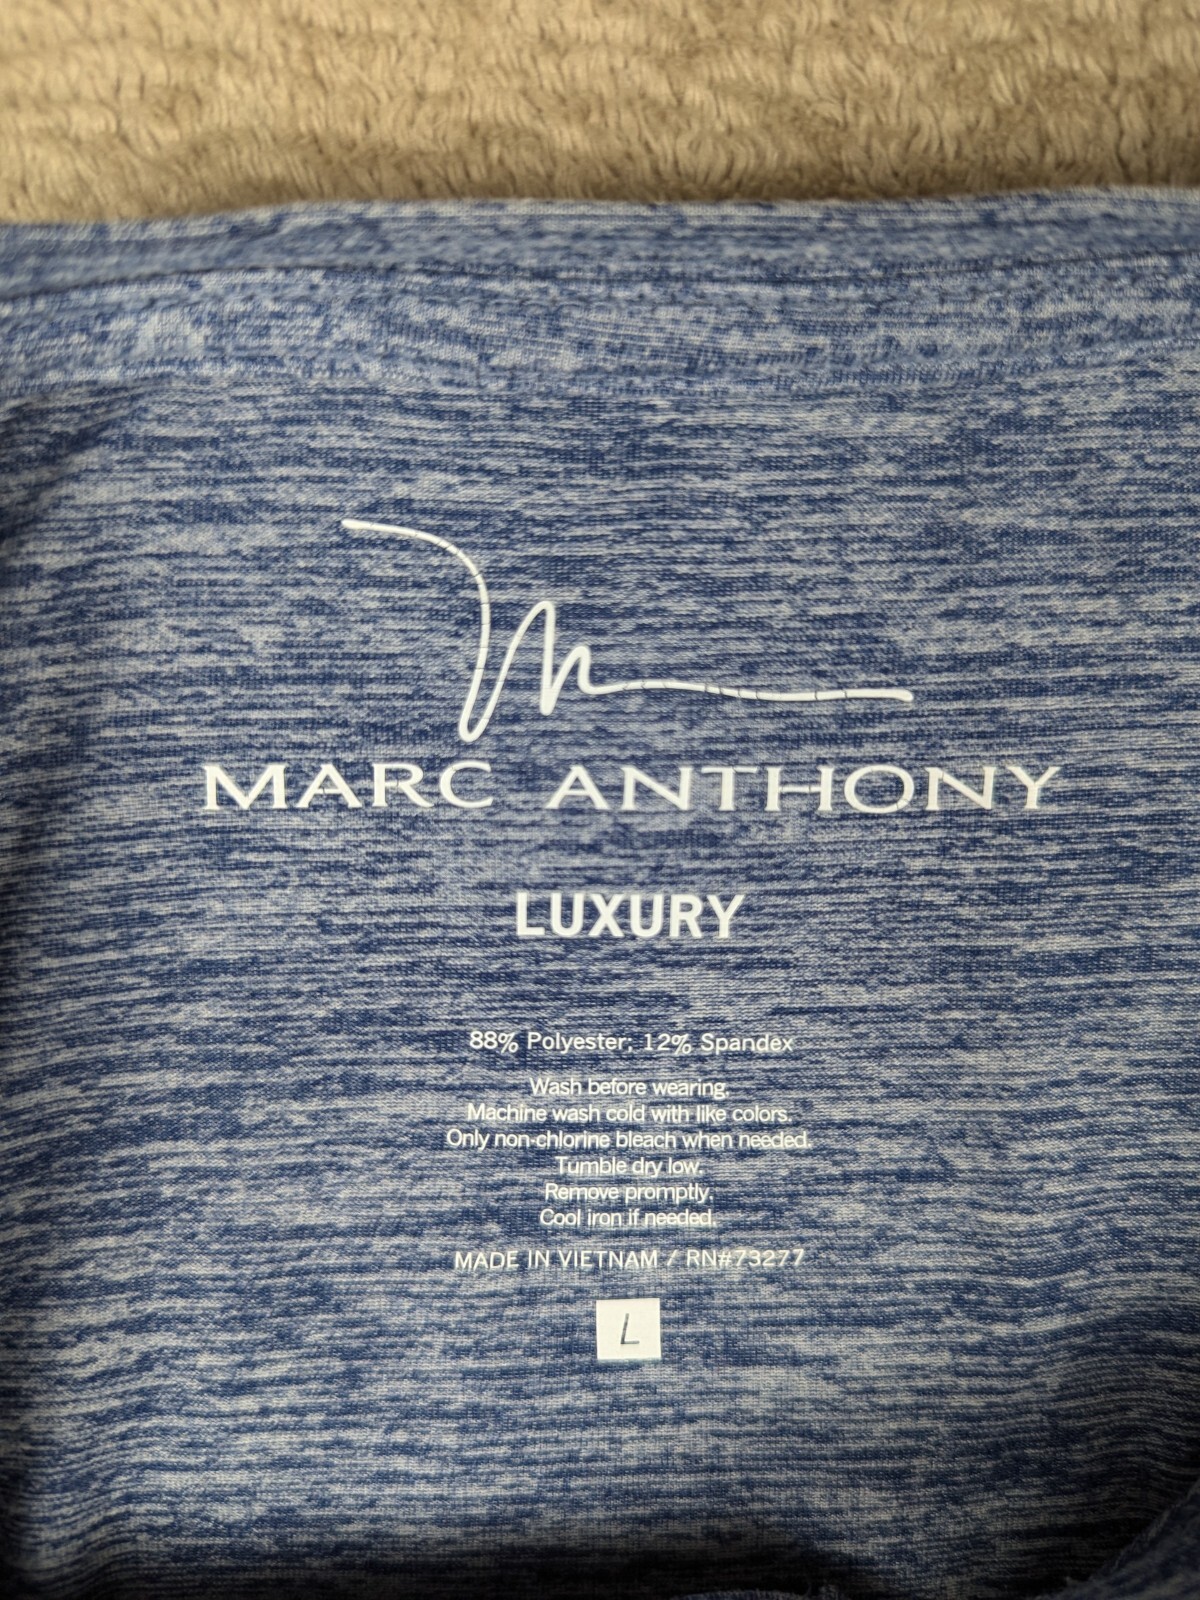 M
MARC ANTHONY
LUXURY
88% Polyester; 12% Spandex
Wash before wearing.
Machine wash cold with like colors.
Only non-chlorine bleach when needed.
Tumble dry low.
Remove promptly.
Cool iron if needed.
MADE IN VIETNAM / RN#73277
L